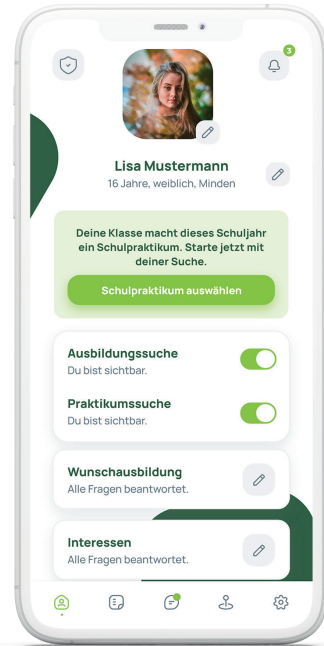 3
Lisa Mustermann
16 Jahre, weiblich, Minden
Deine Klasse macht dieses Schuljahr
ein Schulpraktikum. Starte jetzt mit
deiner Suche.
Schulpraktikum auswählen
Ausbildungssuche
Du bist sichtbar.
Praktikumssuche
Du bist sichtbar.
Wunschausbildung
Alle Fragen beantwortet.
Interessen
Alle Fragen beantwortet.